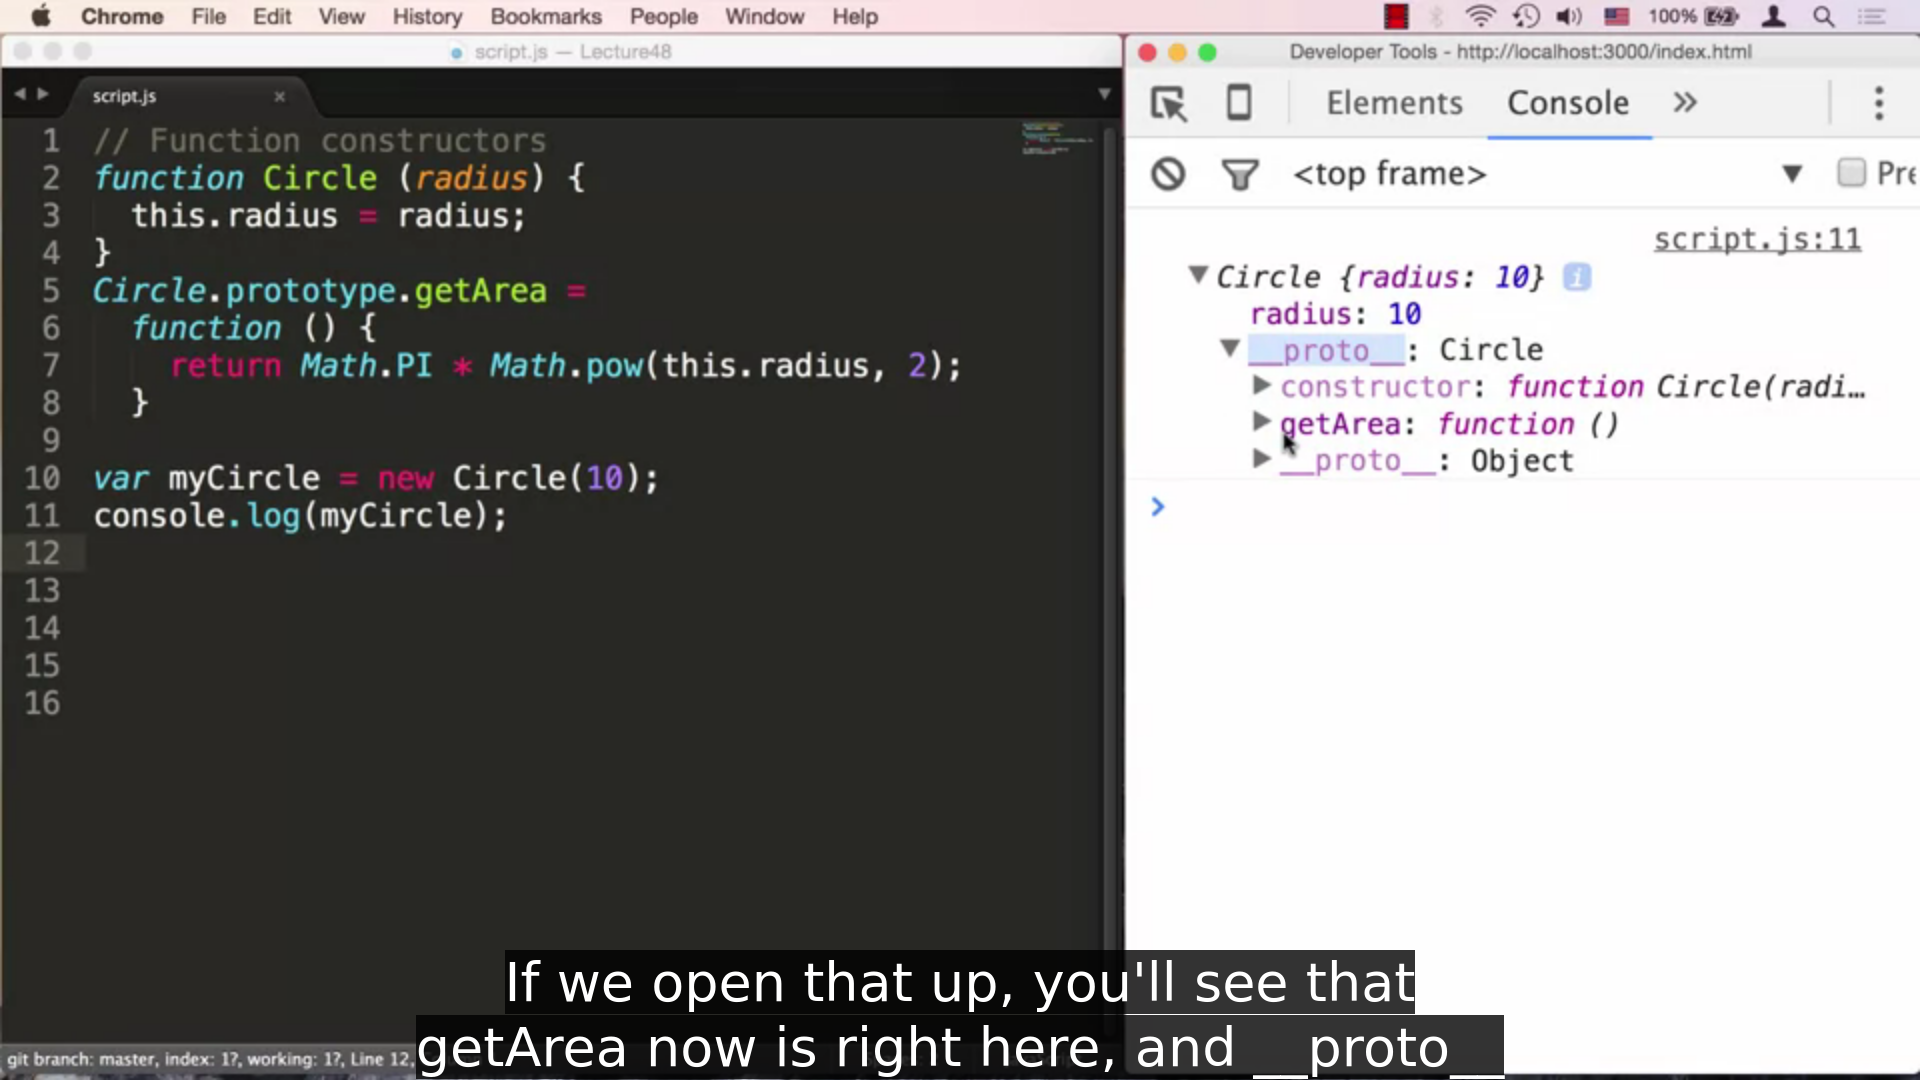 Chrome File Edit View History Bookmarks People Window Help 100%
script.js — Lecture48
script.js ×
1 // Function constructors
2 function Circle (radius) {
3 this.radius = radius;
4 }
5 Circle.prototype.getArea =
6 function () {
7 return Math.PI * Math.pow(this.radius, 2);
8 }
9
10 var myCircle = new Circle(10);
11 console.log(myCircle);
12
13
14
15
16
git branch: master, index: 1?, working: 1?, Line 12,
Developer Tools - http://localhost:3000/index.html
Elements Console »
<top frame> Pre
script.js:11
Circle {radius: 10} i
radius: 10
__proto__: Circle
constructor: function Circle(radi…
getArea: function ()
__proto__: Object
If we open that up, you'll see that
getArea now is right here, and __proto__